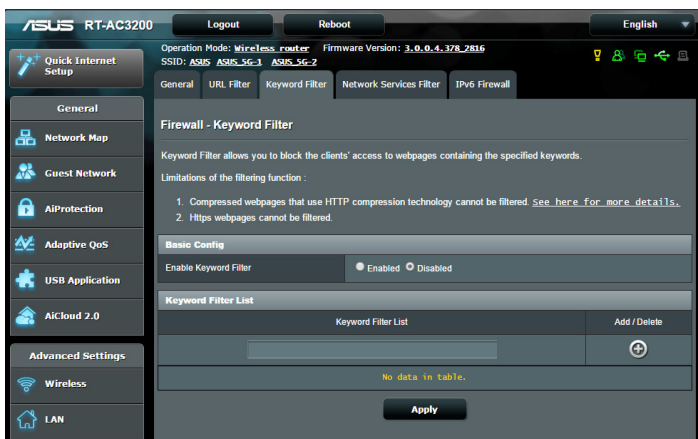 ASUS RT-AC3200 Logout Reboot English
Quick Internet Setup
Operation Mode: Wireless router Firmware Version: 3.0.0.4.378_2816
SSID: ASUS ASUS_5G-1 ASUS_5G-2
General URL Filter Keyword Filter Network Services Filter IPv6 Firewall
General
Network Map
Guest Network
AiProtection
Adaptive QoS
USB Application
AiCloud 2.0
Advanced Settings
Wireless
LAN
Firewall - Keyword Filter
Keyword Filter allows you to block the clients' access to webpages containing the specified keywords.
Limitations of the filtering function :
1. Compressed webpages that use HTTP compression technology cannot be filtered. See here for more details.
2. Https webpages cannot be filtered.
Basic Config
Enable Keyword Filter Enabled Disabled
Keyword Filter List
Keyword Filter List Add / Delete
No data in table.
Apply